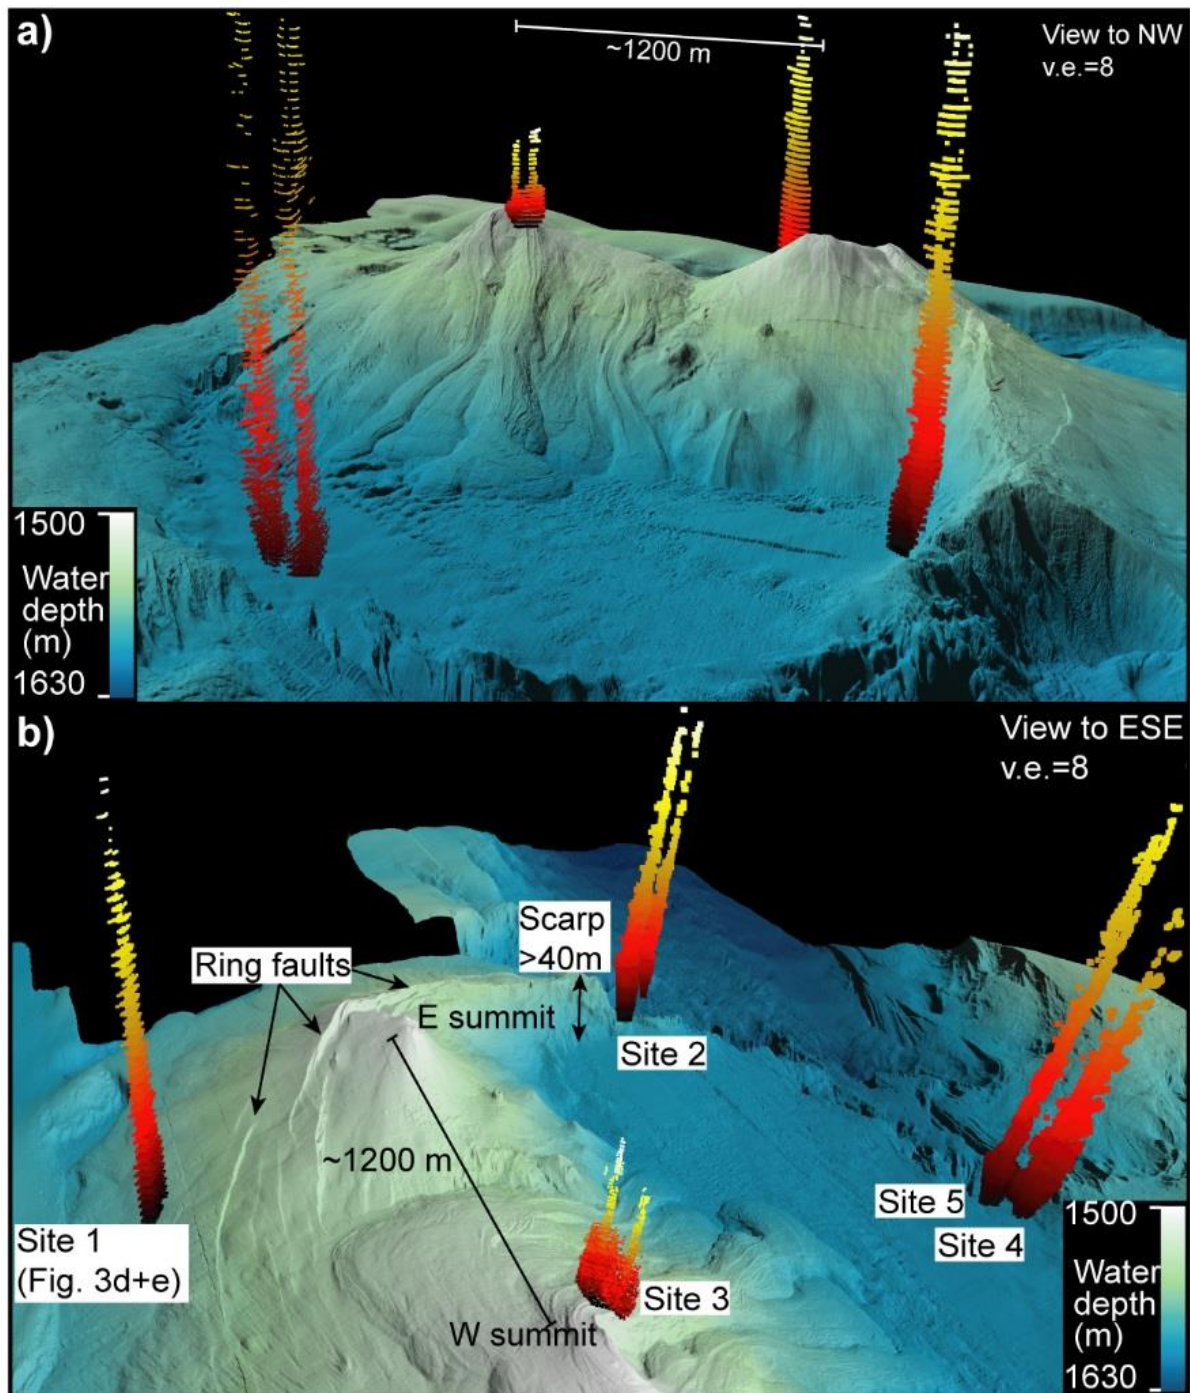 a)
~1200 m
View to NW
v.e.=8
1500
Water
depth
(m)
1630
b)
View to ESE
v.e.=8
Scarp
>40m
Ring faults
E summit
Site 2
~1200 m
Site 5
Site 4
Site 1
(Fig. 3d+e)
Site 3
W summit
1500
Water
depth
(m)
1630